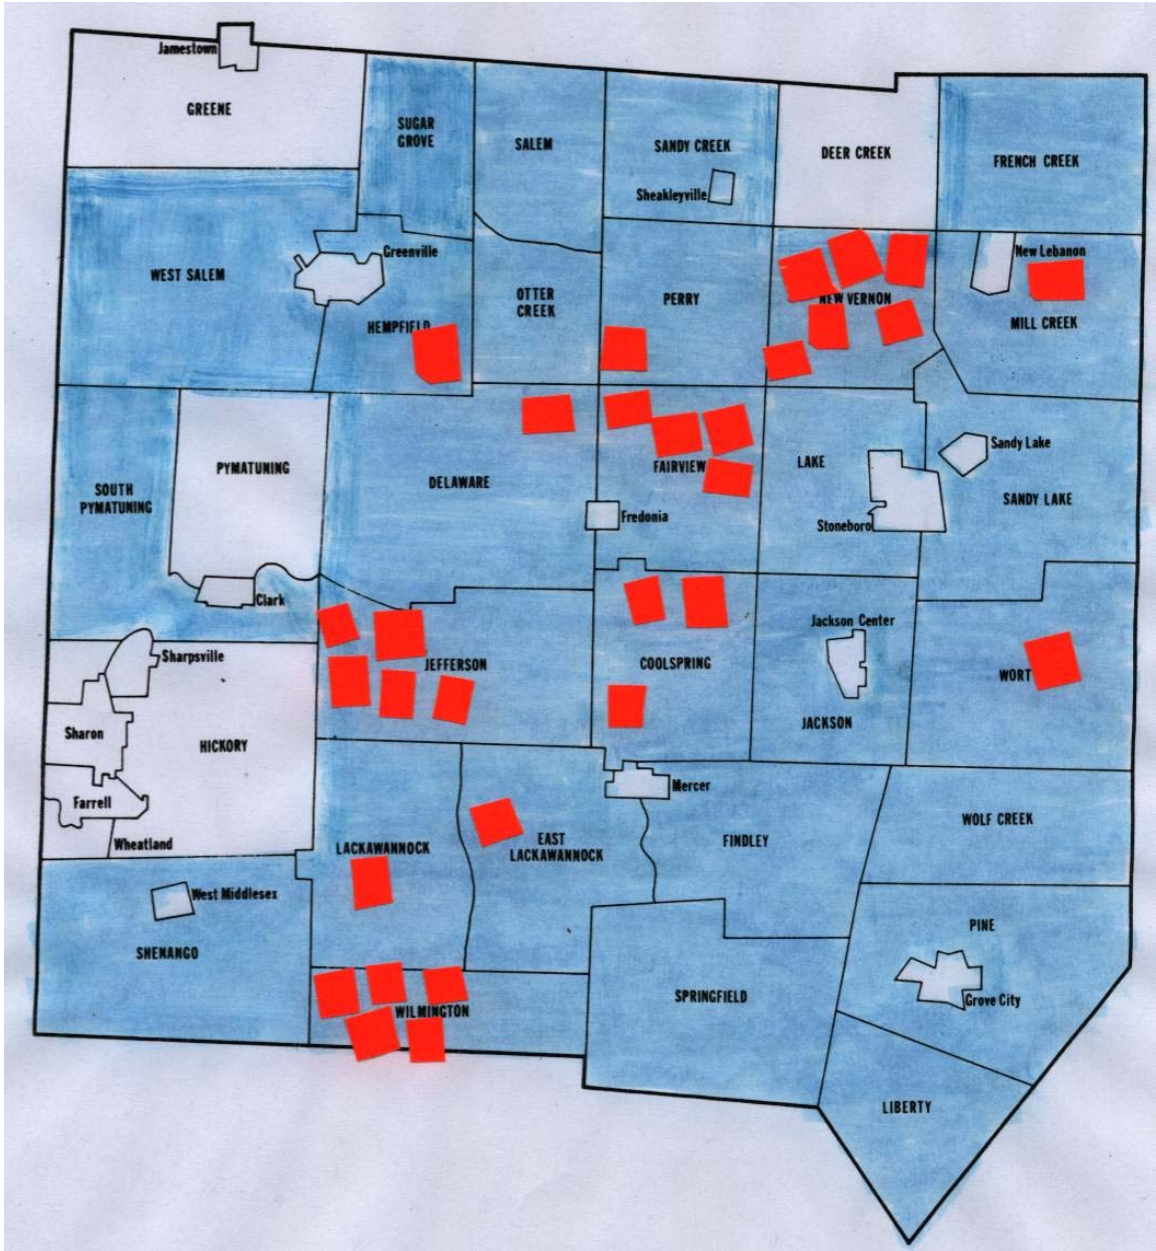 Jamestown
GREENE
SUGAR
GROVE
SALEM
SANDY CREEK
Sheakleyville
DEER CREEK
FRENCH CREEK
WEST SALEM
Greenville
HEMPFIELD
OTTER
CREEK
PERRY
NEW VERNON
New Lebanon
MILL CREEK
SOUTH
PYMATUNING
PYMATUNING
Clark
DELAWARE
FAIRVIEW
Fredonia
LAKE
Stoneboro
Sandy Lake
SANDY LAKE
Sharpsville
Sharon
HICKORY
Farrell
Wheatland
JEFFERSON
COOLSPRING
Jackson Center
JACKSON
WORT
Mercer
LACKAWANNOCK
EAST
LACKAWANNOCK
FINDLEY
WOLF CREEK
West Middlesex
SHENANGO
WILMINGTON
SPRINGFIELD
PINE
Grove City
LIBERTY